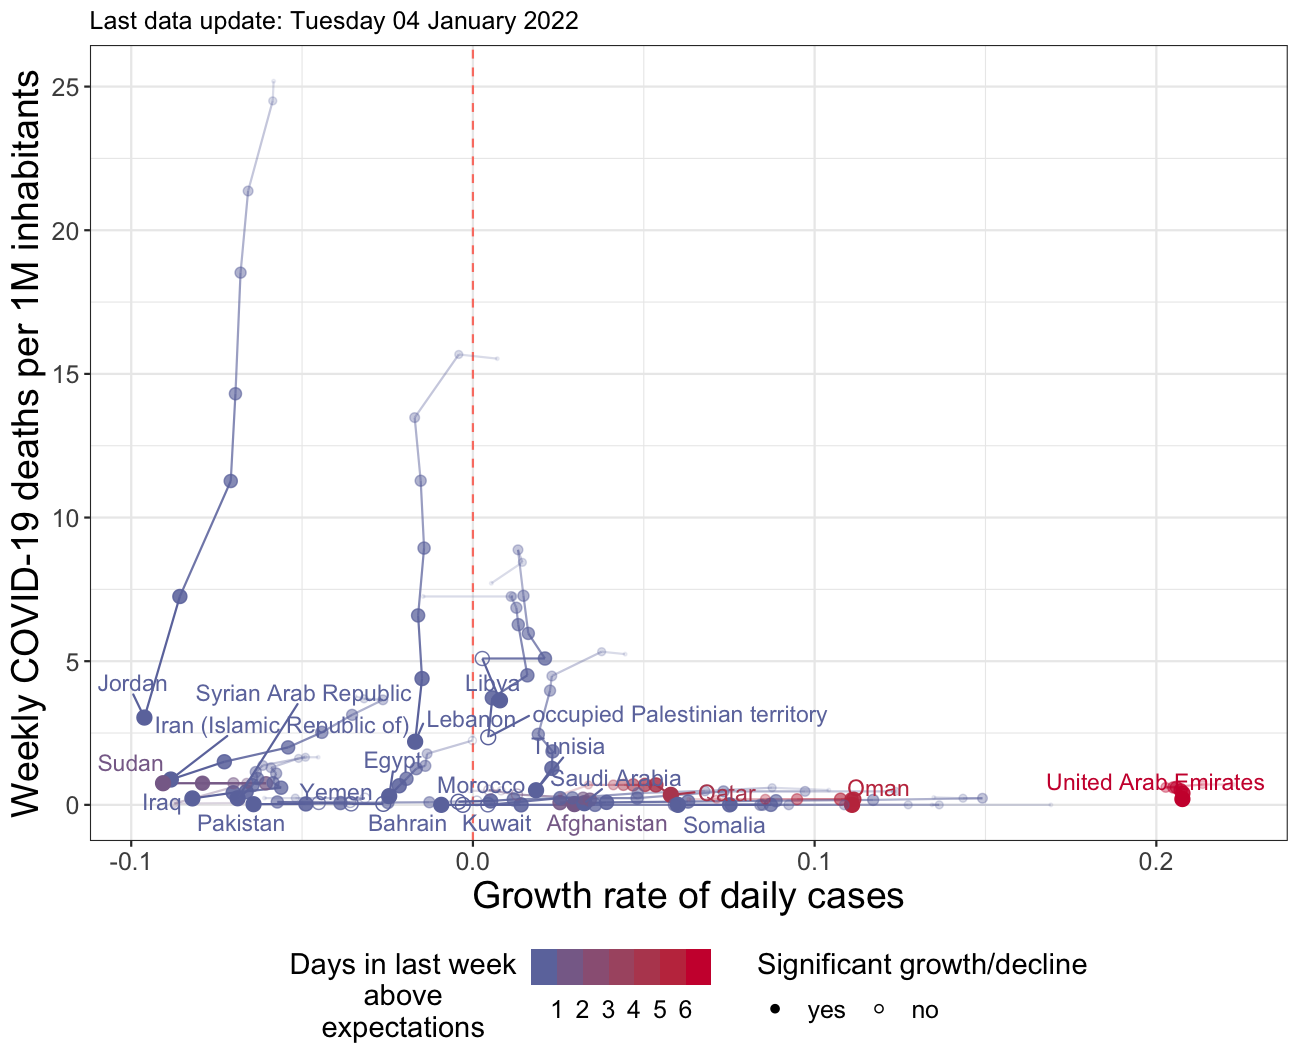 Last data update: Tuesday 04 January 2022
Weekly COVID-19 deaths per 1M inhabitants
25
20
15
10
5
0
Jordan
Syrian Arab Republic
Libya
Iran (Islamic Republic of)
Lebanon
occupied Palestinian territory
Tunisia
Sudan
Egypt
Saudi Arabia
United Arab Emirates
Morocco
Oman
Yemen
Qatar
Iraq
Pakistan
Bahrain
Kuwait
Afghanistan
Somalia
-0.1 0.0 0.1 0.2
Growth rate of daily cases
Days in last week
above
expectations
1 2 3 4 5 6
Significant growth/decline
yes no